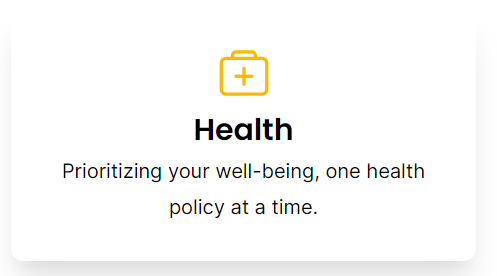 Health
Prioritizing your well-being, one health
policy at a time.